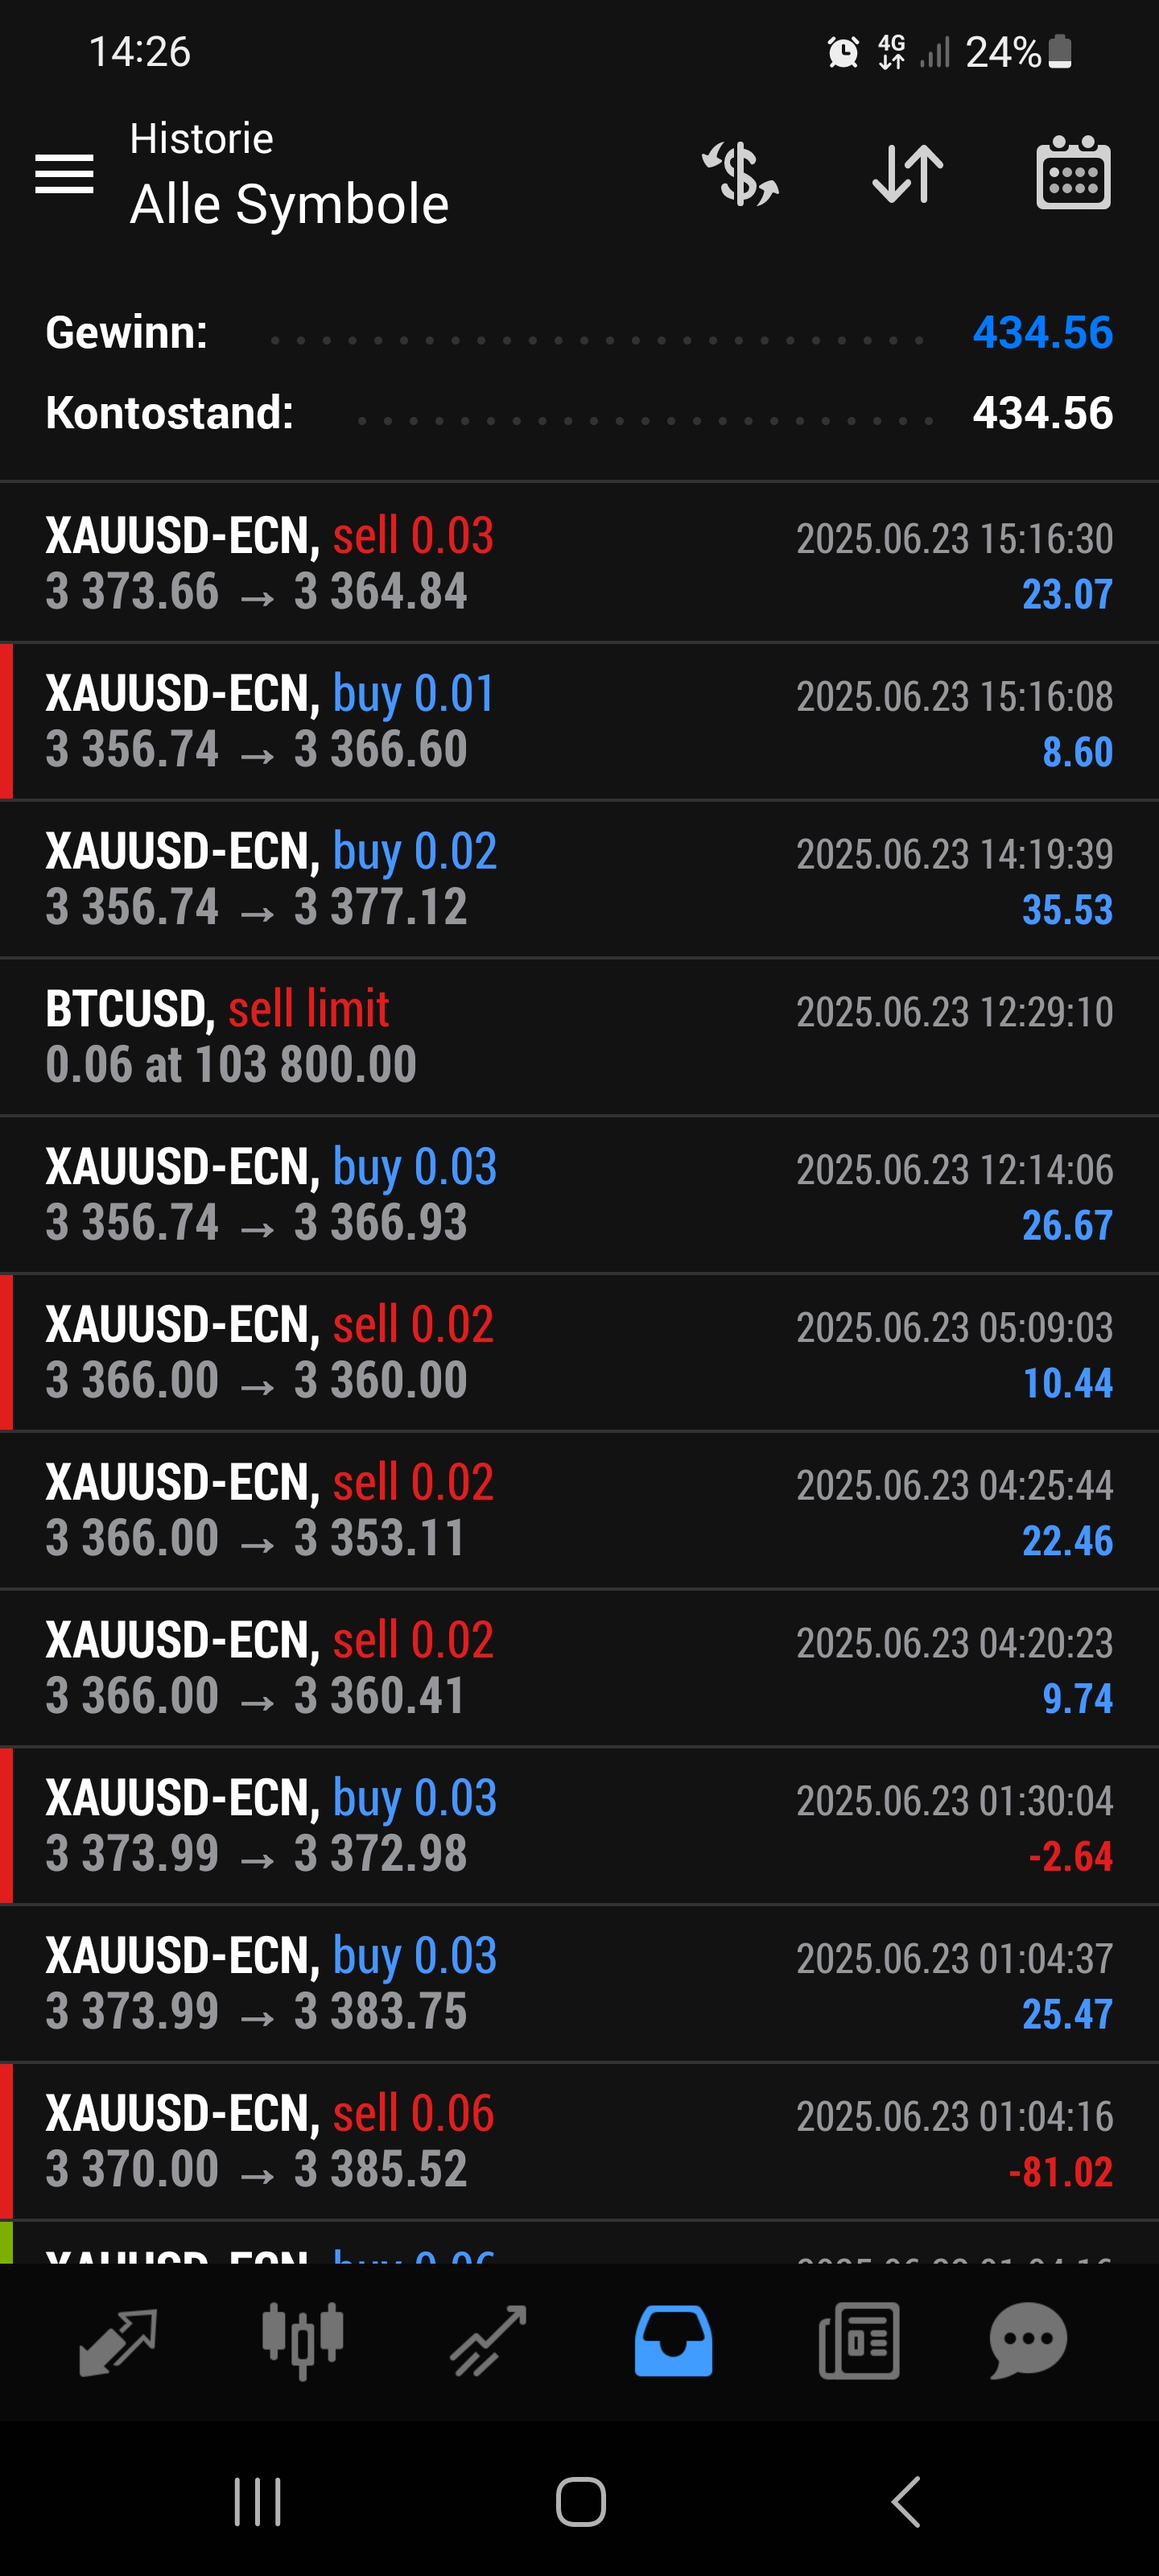 14:26
4G
24%
Historie
Alle Symbole
Gewinn: 434.56
Kontostand: 434.56
XAUUSD-ECN, sell 0.03 2025.06.23 15:16:30
3 373.66 → 3 364.84 23.07
XAUUSD-ECN, buy 0.01 2025.06.23 15:16:08
3 356.74 → 3 366.60 8.60
XAUUSD-ECN, buy 0.02 2025.06.23 14:19:39
3 356.74 → 3 377.12 35.53
BTCUSD, sell limit 2025.06.23 12:29:10
0.06 at 103 800.00
XAUUSD-ECN, buy 0.03 2025.06.23 12:14:06
3 356.74 → 3 366.93 26.67
XAUUSD-ECN, sell 0.02 2025.06.23 05:09:03
3 366.00 → 3 360.00 10.44
XAUUSD-ECN, sell 0.02 2025.06.23 04:25:44
3 366.00 → 3 353.11 22.46
XAUUSD-ECN, sell 0.02 2025.06.23 04:20:23
3 366.00 → 3 360.41 9.74
XAUUSD-ECN, buy 0.03 2025.06.23 01:30:04
3 373.99 → 3 372.98 -2.64
XAUUSD-ECN, buy 0.03 2025.06.23 01:04:37
3 373.99 → 3 383.75 25.47
XAUUSD-ECN, sell 0.06 2025.06.23 01:04:16
3 370.00 → 3 385.52 -81.02